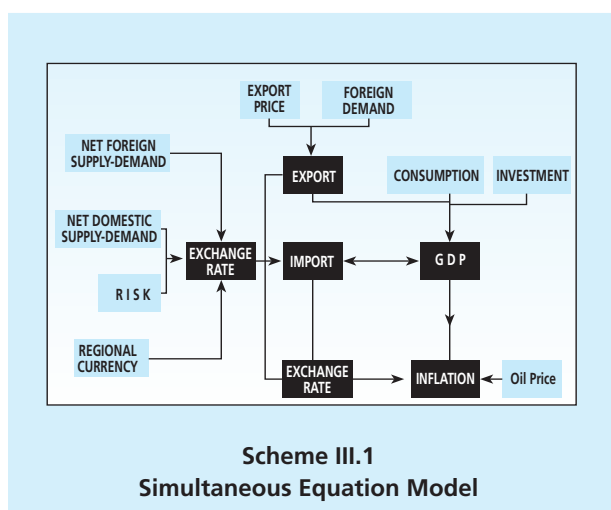 EXPORT
PRICE
FOREIGN
DEMAND
NET FOREIGN
SUPPLY-DEMAND
EXPORT
CONSUMPTION
INVESTMENT
NET DOMESTIC
SUPPLY-DEMAND
EXCHANGE
RATE
IMPORT
G D P
R I S K
REGIONAL
CURRENCY
EXCHANGE
RATE
INFLATION
Oil Price
Scheme III.1
Simultaneous Equation Model